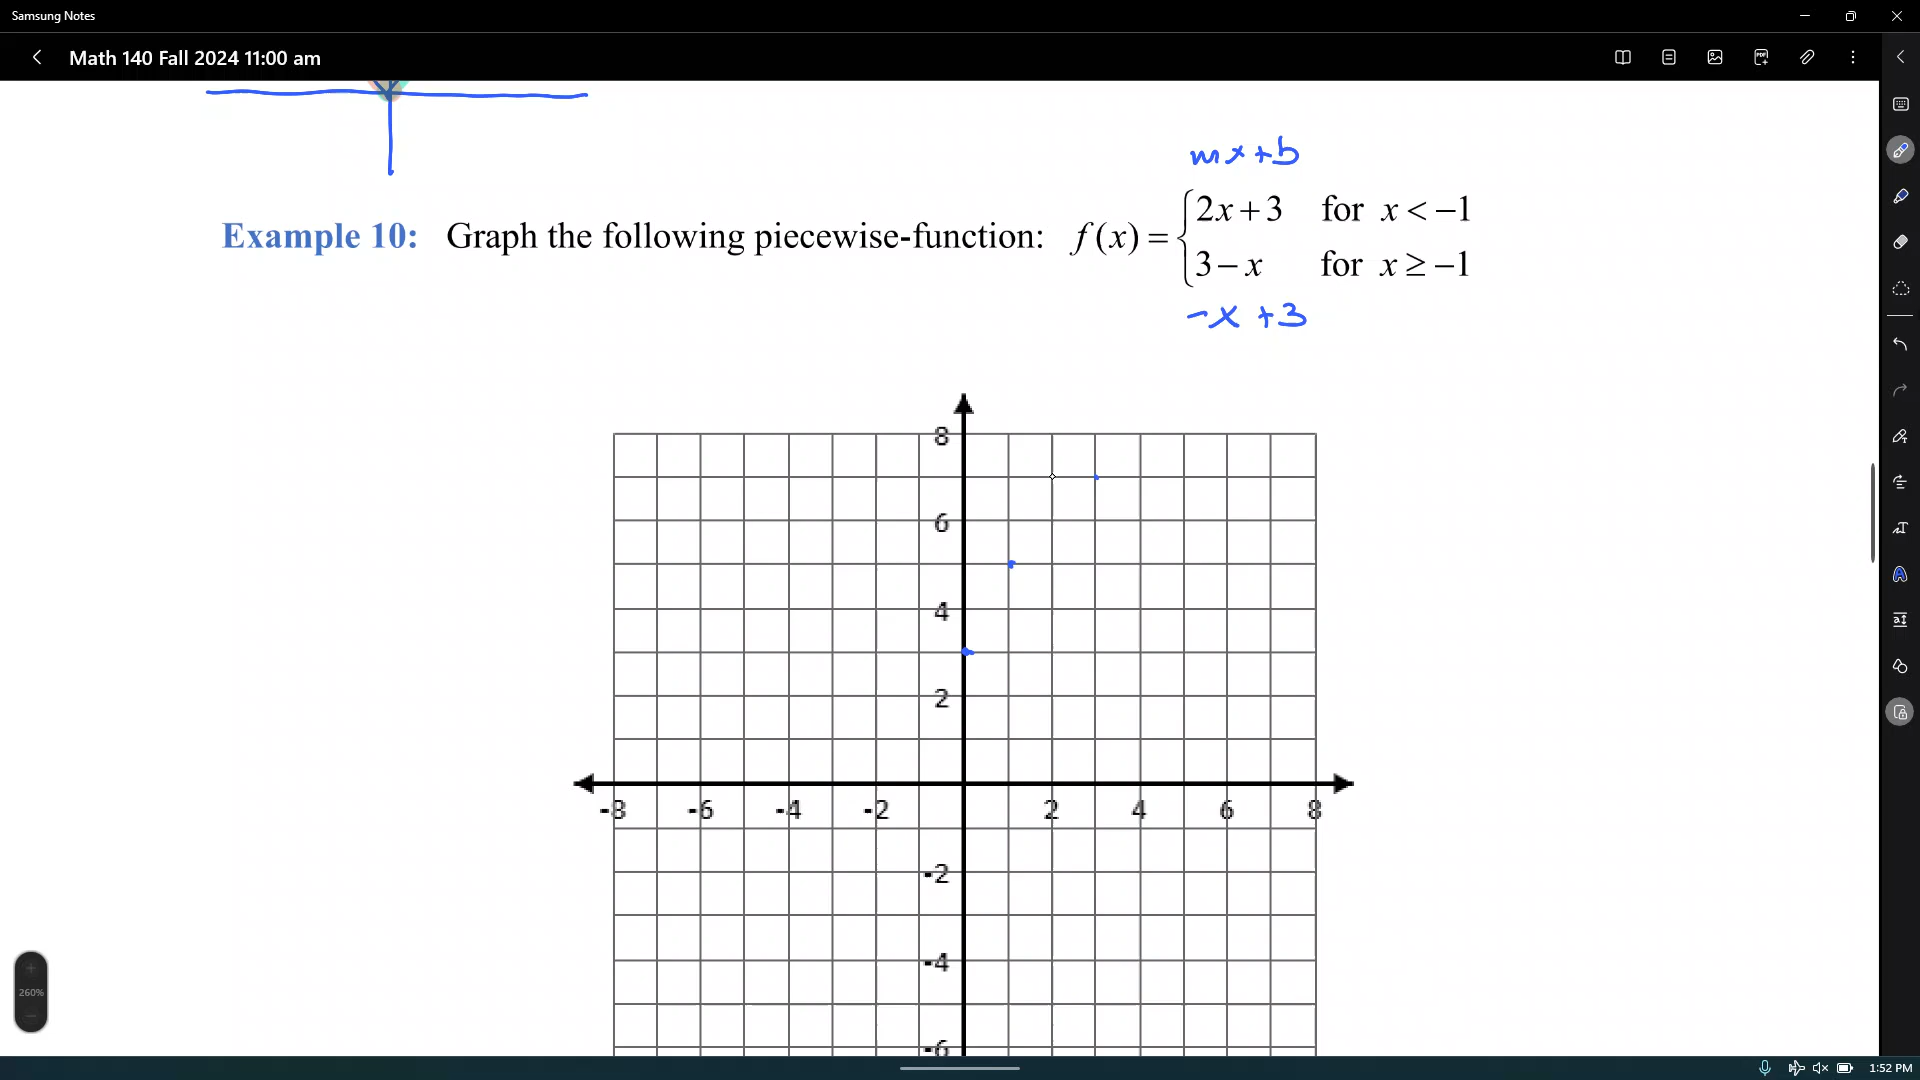 Samsung Notes
Math 140 Fall 2024 11:00 am
mx+b
Example 10: Graph the following piecewise-function: f(x) = { 2x+3 for x < −1
3−x for x ≥ −1
-x +3
8
6
4
2
-8 -6 -4 -2 2 4 6 8
-2
-4
-6
260%
1:52 PM